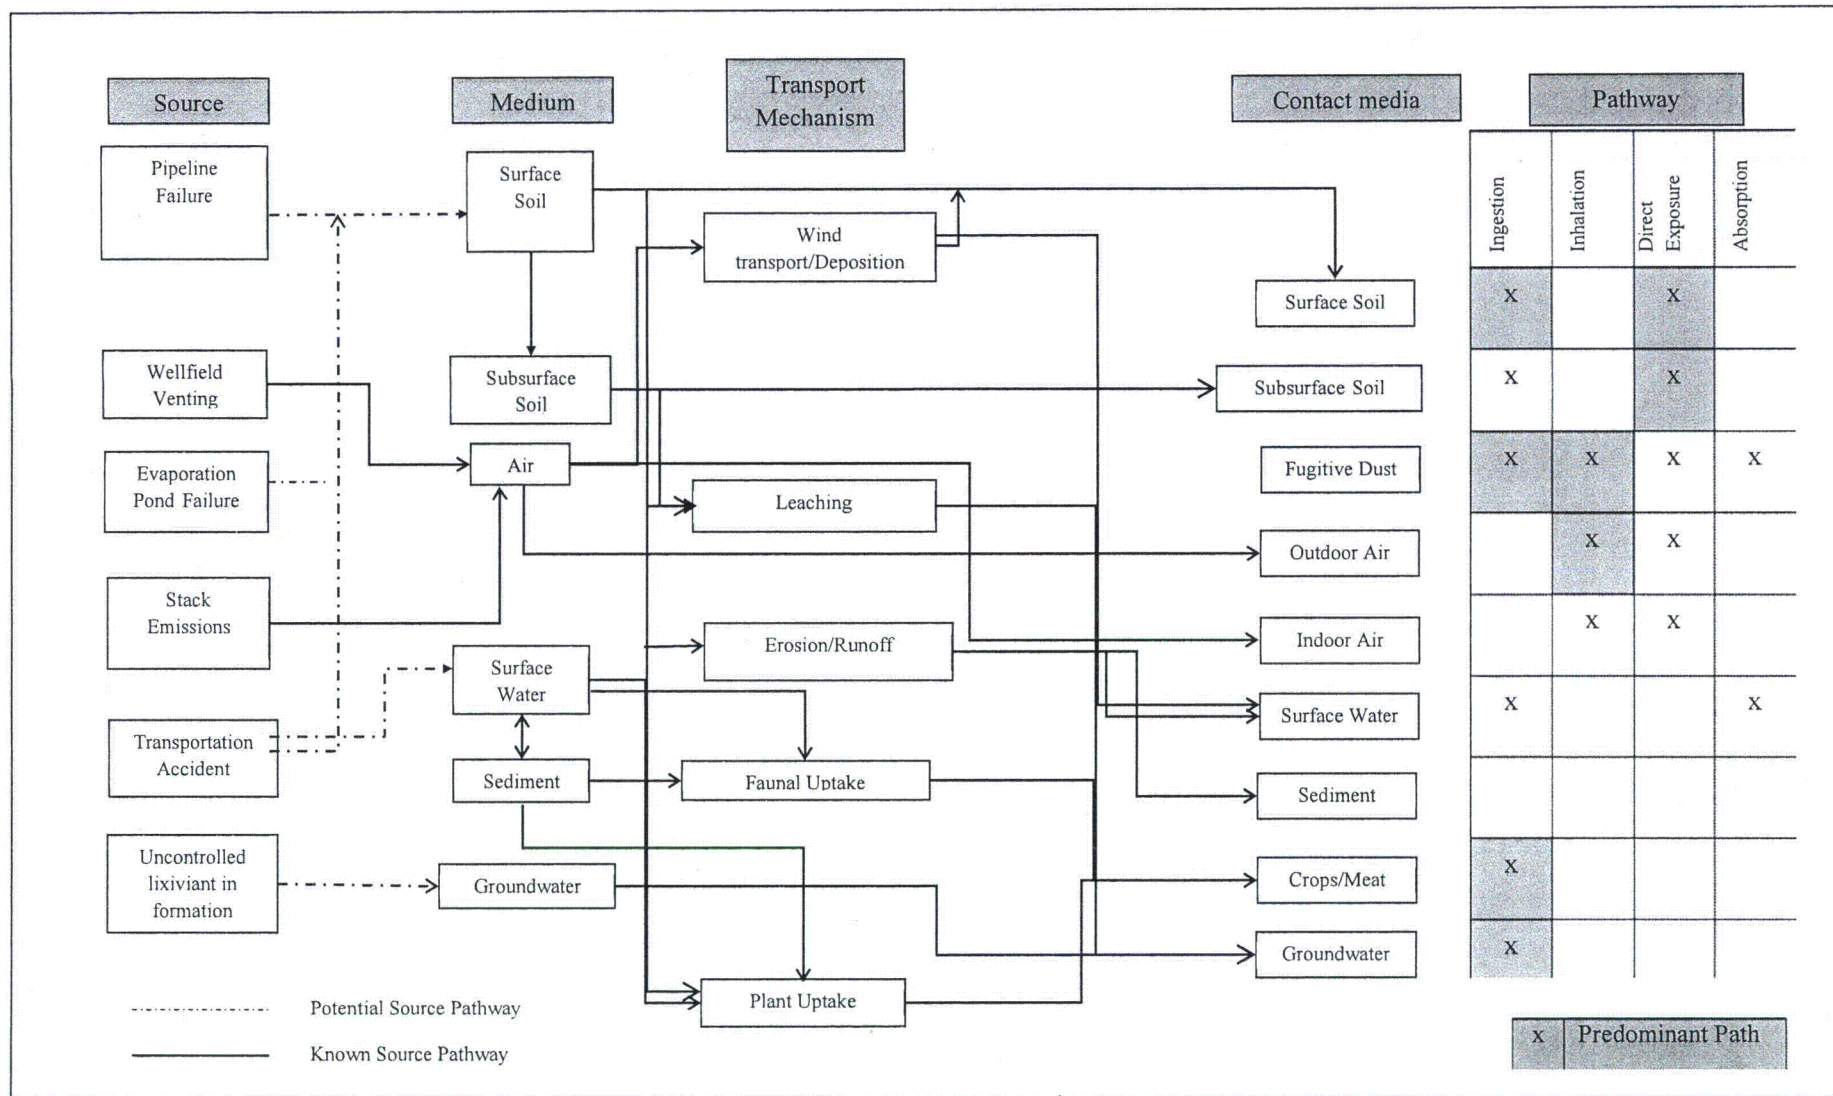 Source
Medium
Transport
Mechanism
Contact media
Pathway
Pipeline
Failure
Surface
Soil
Wind
transport/Deposition
Ingestion
Inhalation
Direct
Exposure
Absorption
Surface Soil
X
X
Wellfield
Venting
Subsurface
Soil
Subsurface Soil
X
X
Evaporation
Pond Failure
Air
Leaching
Fugitive Dust
X
X
X
X
Outdoor Air
X
X
Stack
Emissions
Erosion/Runoff
Indoor Air
X
X
Surface
Water
Surface Water
X
X
Transportation
Accident
Sediment
Faunal Uptake
Sediment
Uncontrolled
lixiviant in
formation
Groundwater
Crops/Meat
X
Groundwater
X
Plant Uptake
Potential Source Pathway
Known Source Pathway
X Predominant Path